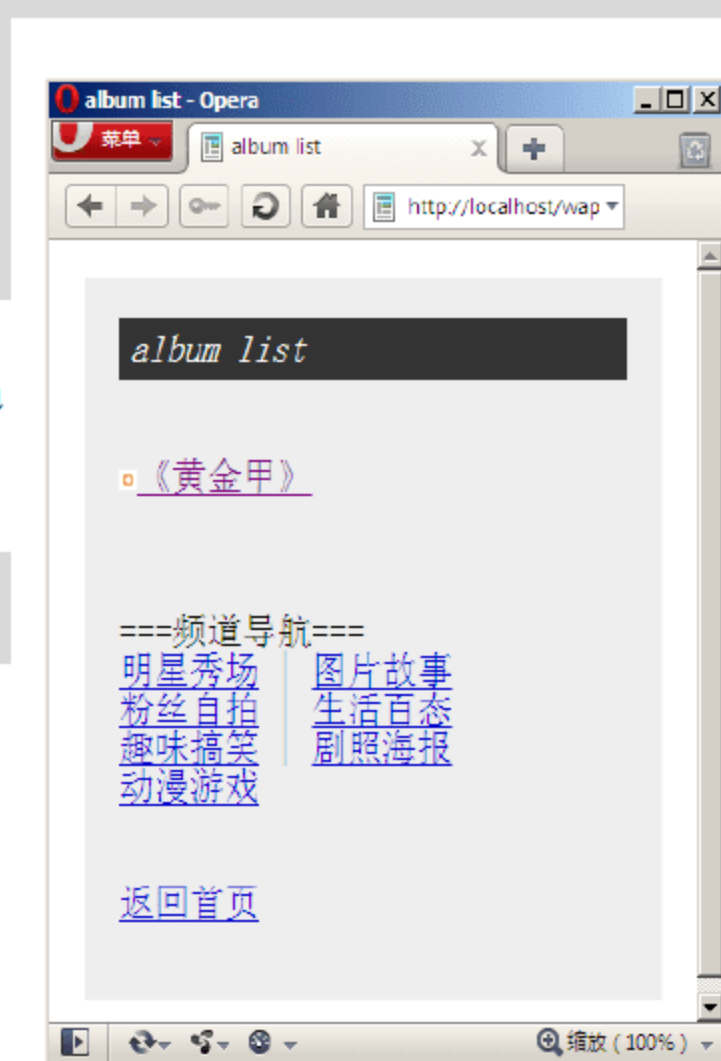 album list - Opera
菜单
album list
http://localhost/wap
album list
《黄金甲》
===频道导航===
明星秀场 图片故事
粉丝自拍 生活百态
趣味搞笑 剧照海报
动漫游戏
返回首页
缩放 ( 100% )